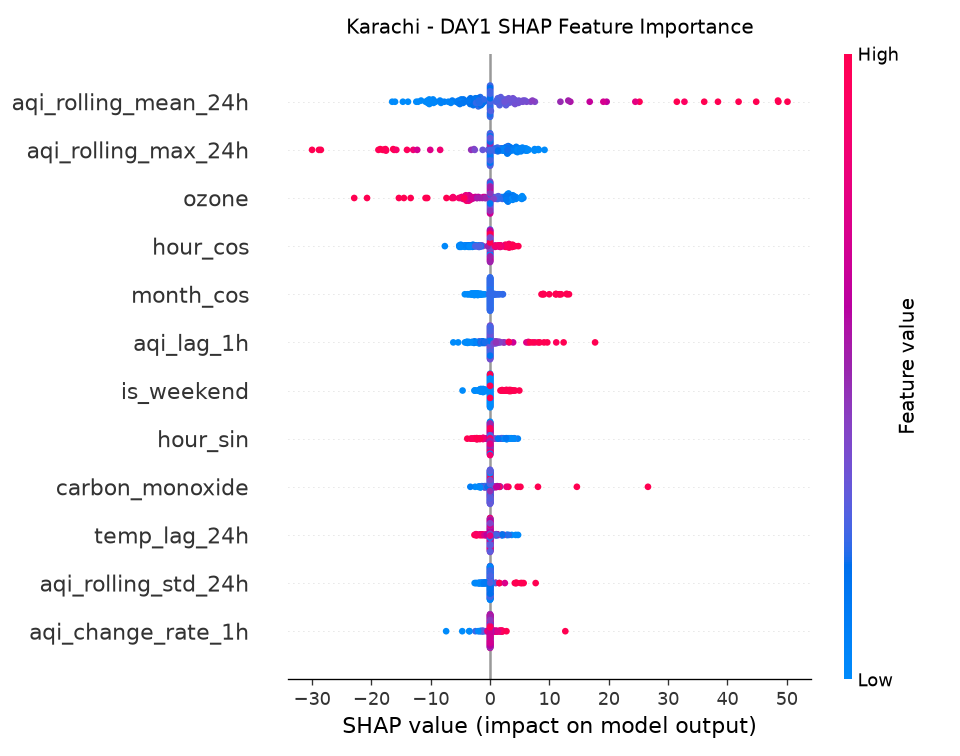 Karachi - DAY1 SHAP Feature Importance
High
aqi_rolling_mean_24h
aqi_rolling_max_24h
ozone
hour_cos
month_cos
aqi_lag_1h
is_weekend
hour_sin
carbon_monoxide
temp_lag_24h
aqi_rolling_std_24h
aqi_change_rate_1h
Feature value
Low
−30 −20 −10 0 10 20 30 40 50
SHAP value (impact on model output)